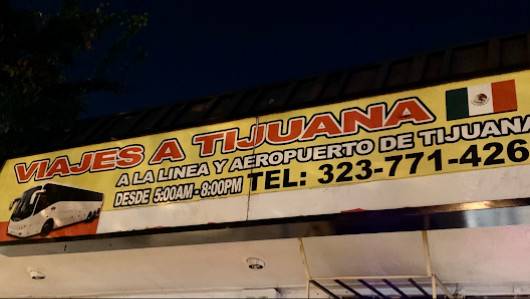 VIAJES A TIJUANA
A LA LINEA Y AEROPUERTO DE TIJUANA
DESDE 5:00AM - 8:00PM TEL: 323-771-426